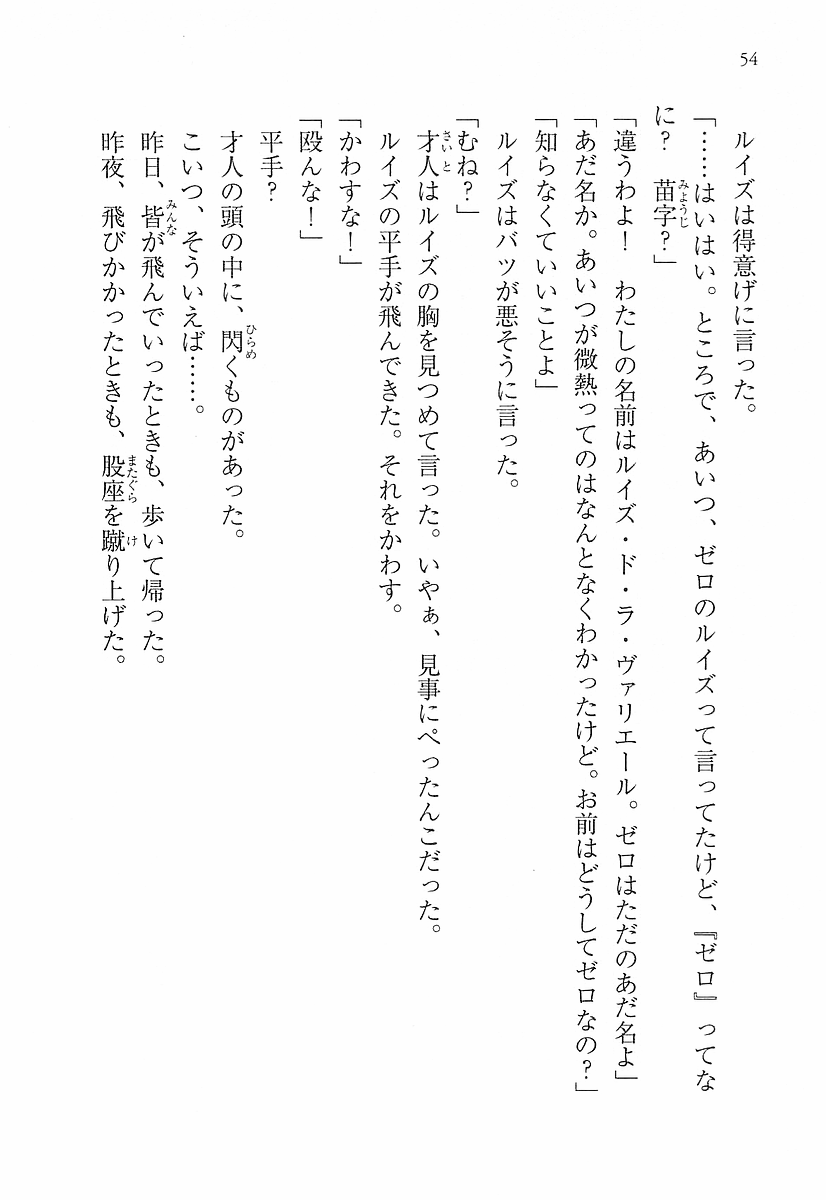 54
ルイズは得意げに言った。
「……はいはい。ところで、あいつ、ゼロのルイズって言ってたけど、『ゼロ』ってな
に？　苗字？」
「違うわよ！　わたしの名前はルイズ・ド・ラ・ヴァリエール。ゼロはただのあだ名よ」
「あだ名か。あいつが微熱ってのはなんとなくわかったけど。お前はどうしてゼロなの？」
「知らなくていいことよ」
ルイズはバツが悪そうに言った。
「むね？」
才人はルイズの胸を見つめて言った。いやぁ、見事にぺったんこだった。
ルイズの平手が飛んできた。それをかわす。
「かわすな！」
「殴んな！」
平手？
才人の頭の中に、閃くものがあった。
こいつ、そういえば……。
昨日、皆が飛んでいったときも、歩いて帰った。
昨夜、飛びかかったときも、股座を蹴り上げた。